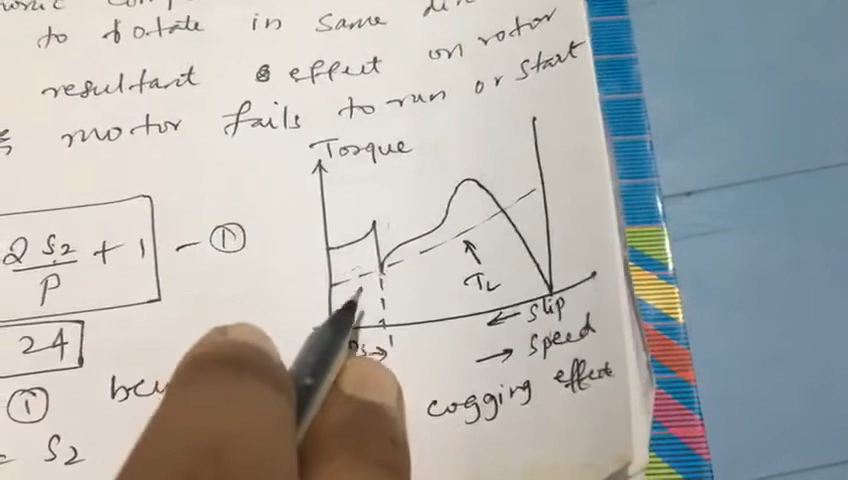 to rotate in same
resultant effect on rotor
motor fails to run or start
Torque
2 S2 / P + 1 - ①
TL
slip
speed
24
cogging effect
①
S2